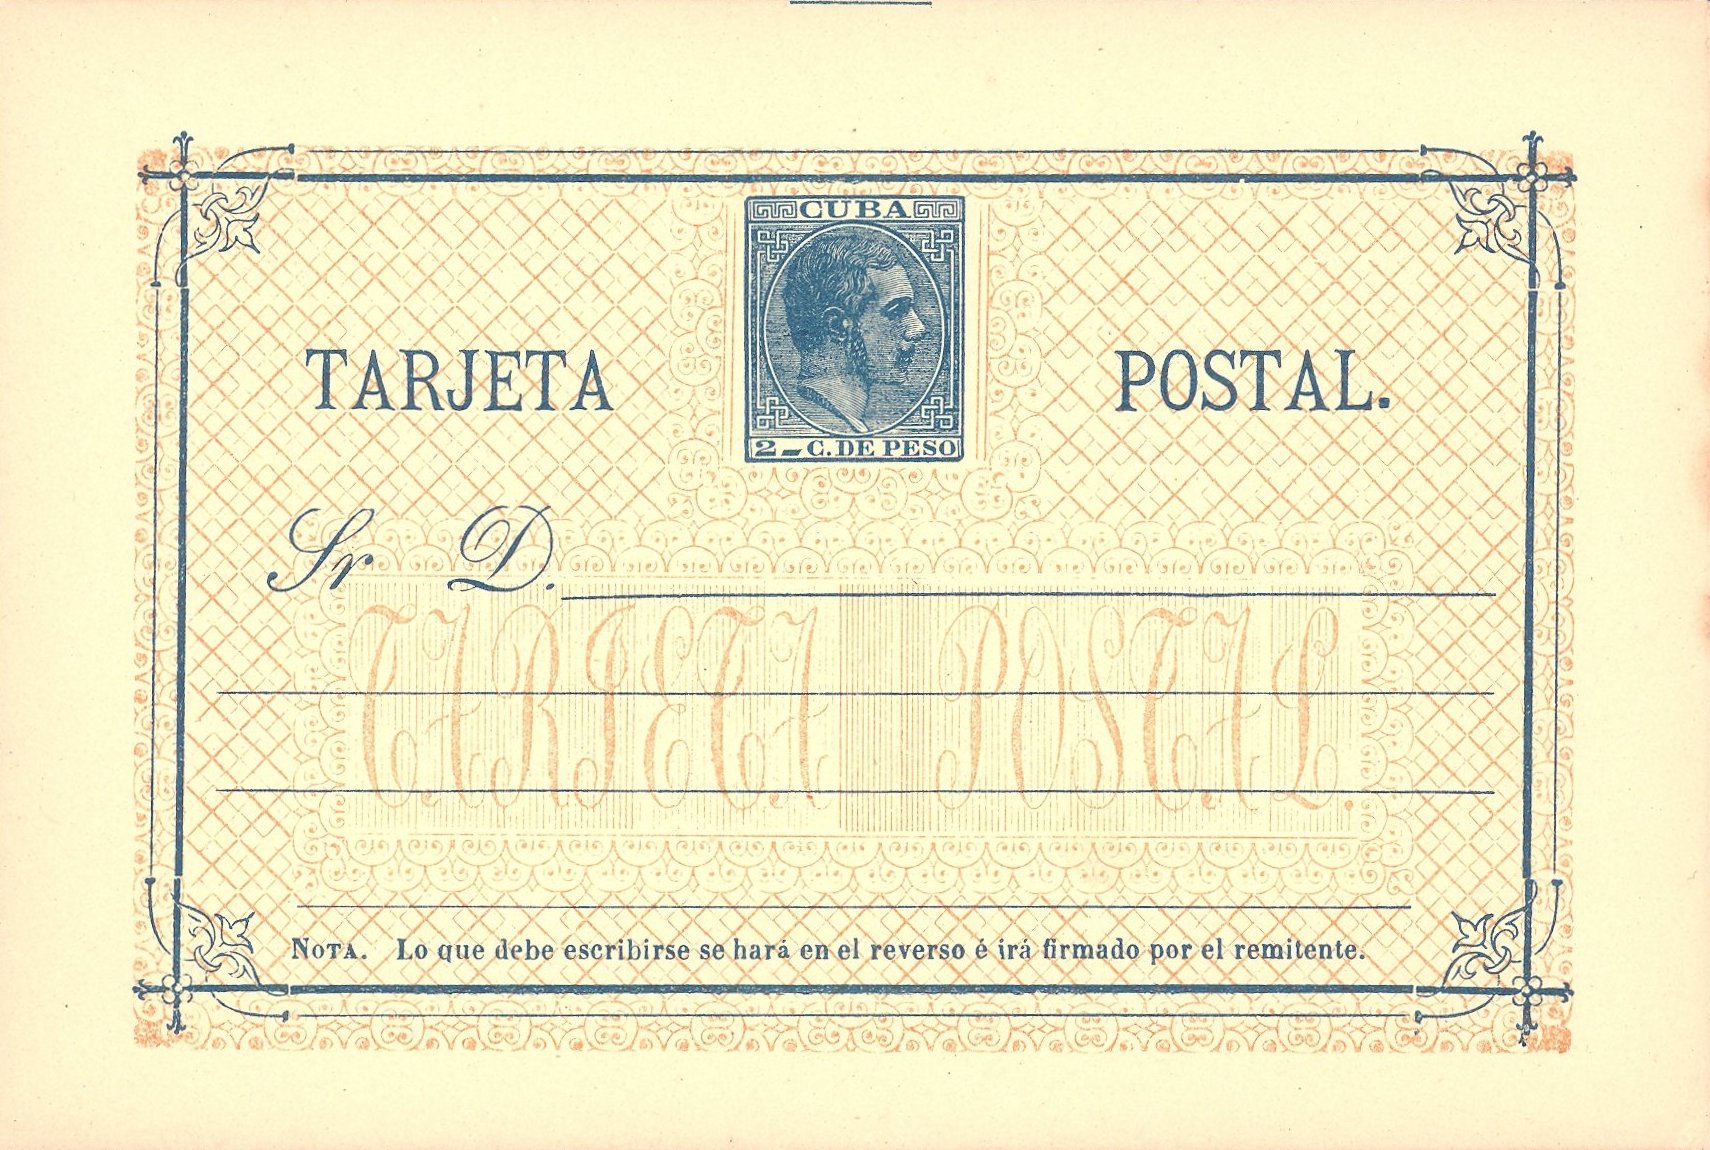 CUBA
TARJETA POSTAL.
2 - C. DE PESO
Sr D.
TARJETA POSTAL.
NOTA. Lo que debe escribirse se hará en el reverso é irá firmado por el remitente.